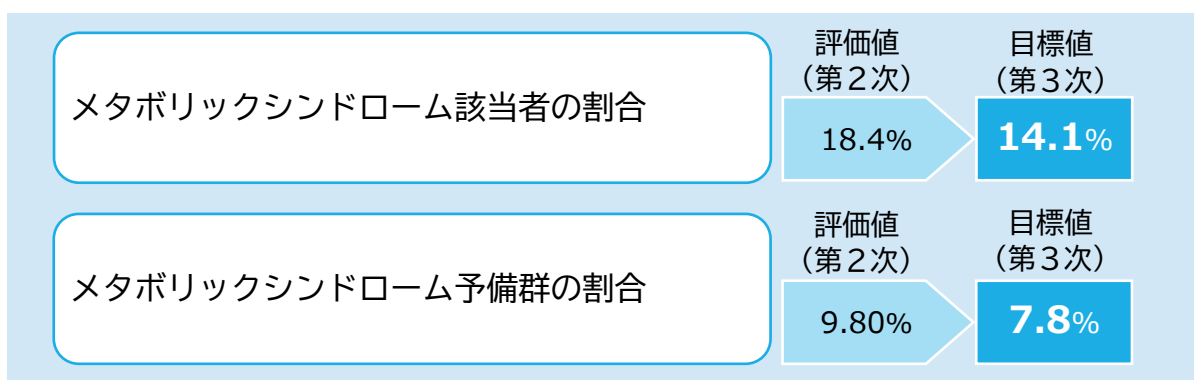 メタボリックシンドローム該当者の割合
評価値
(第２次)
18.4%
目標値
(第３次)
14.1%
メタボリックシンドローム予備群の割合
評価値
(第２次)
9.80%
目標値
(第３次)
7.8%